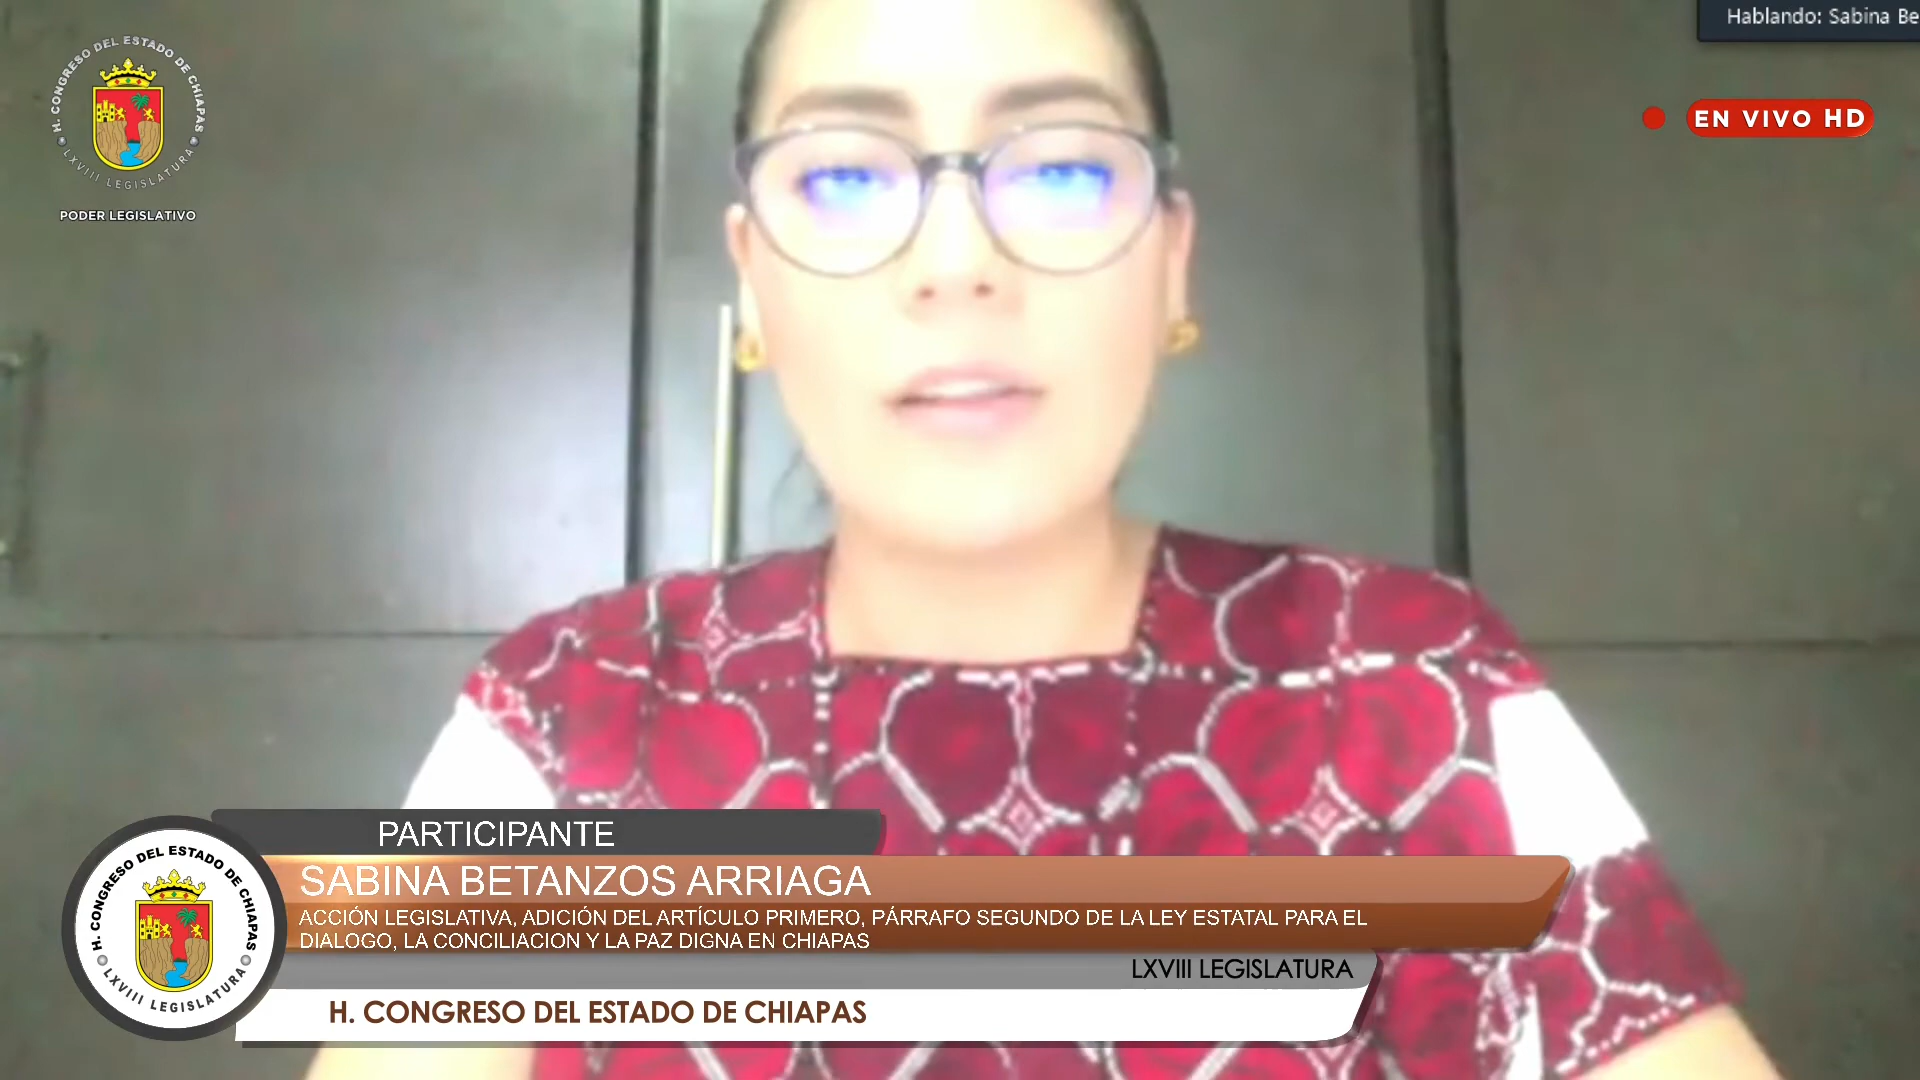 Hablando: Sabina Be
H. CONGRESO DEL ESTADO DE CHIAPAS
LXVIII LEGISLATURA
PODER LEGISLATIVO
EN VIVO HD
PARTICIPANTE
SABINA BETANZOS ARRIAGA
ACCIÓN LEGISLATIVA, ADICIÓN DEL ARTÍCULO PRIMERO, PÁRRAFO SEGUNDO DE LA LEY ESTATAL PARA EL
DIALOGO, LA CONCILIACION Y LA PAZ DIGNA EN CHIAPAS
H. CONGRESO DEL ESTADO DE CHIAPAS
LXVIII LEGISLATURA
LXVIII LEGISLATURA
H. CONGRESO DEL ESTADO DE CHIAPAS